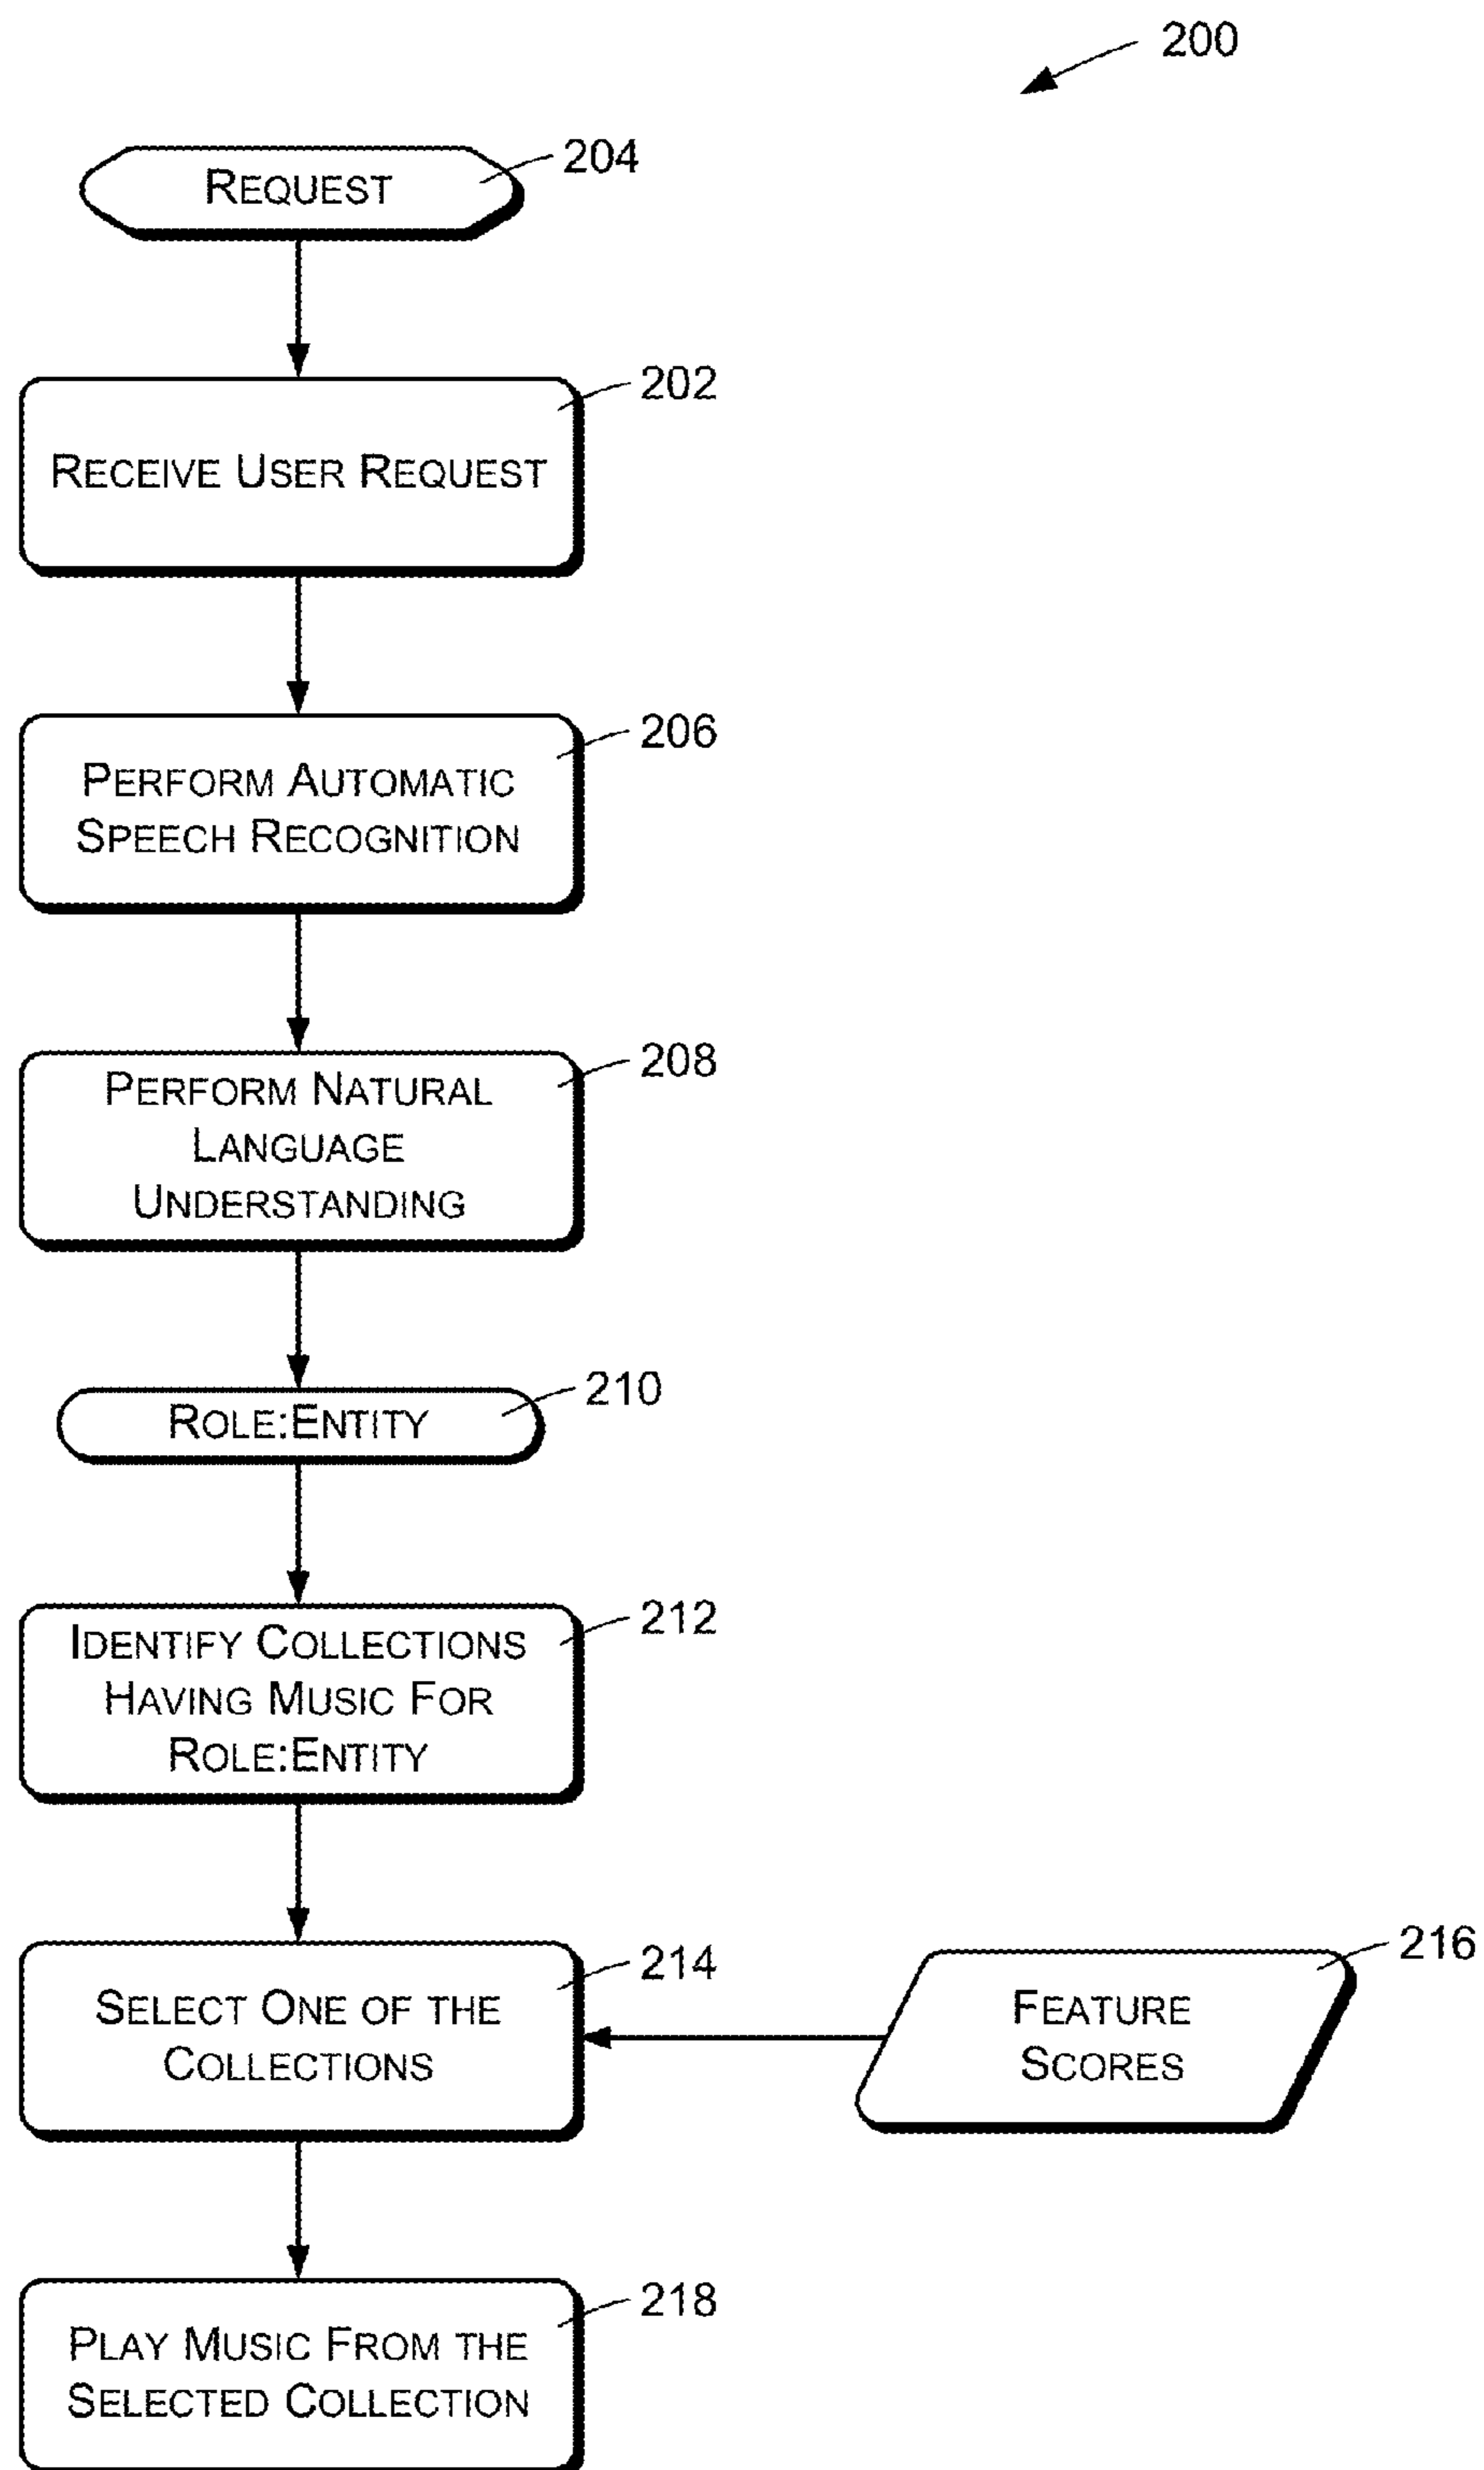 200
REQUEST
204
202
RECEIVE USER REQUEST
206
PERFORM AUTOMATIC
SPEECH RECOGNITION
208
PERFORM NATURAL
LANGUAGE
UNDERSTANDING
210
ROLE:ENTITY
212
IDENTIFY COLLECTIONS
HAVING MUSIC FOR
ROLE:ENTITY
214
SELECT ONE OF THE
COLLECTIONS
216
FEATURE
SCORES
218
PLAY MUSIC FROM THE
SELECTED COLLECTION